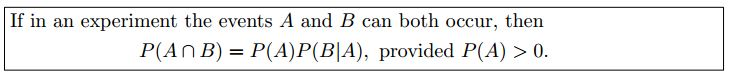 If in an experiment the events A and B can both occur, then
P(A ∩ B) = P(A)P(B|A), provided P(A) > 0.